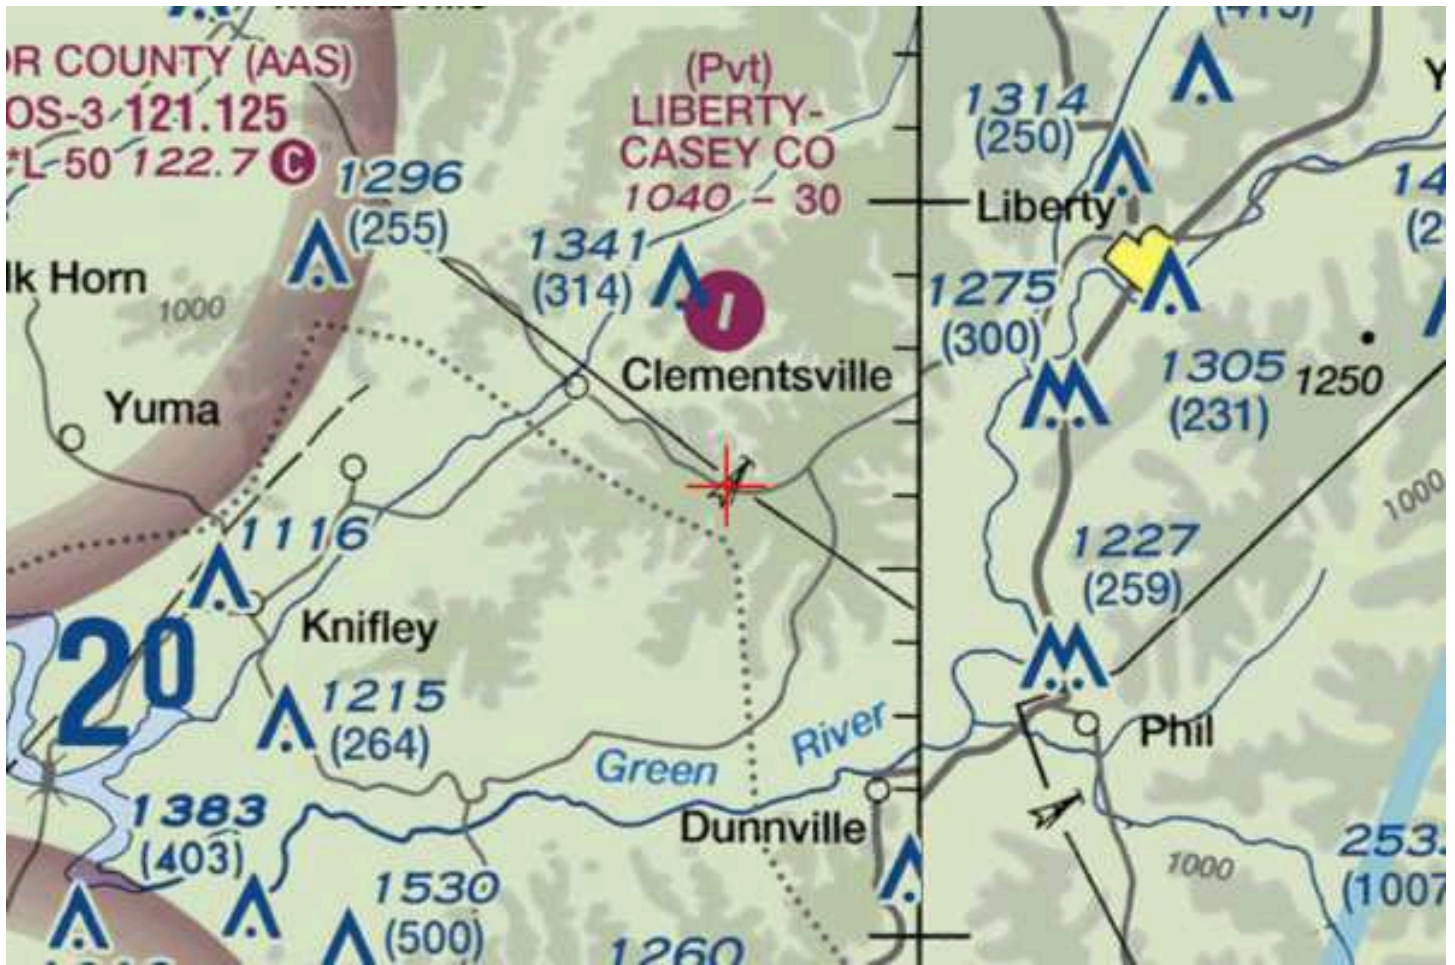 OR COUNTY (AAS)
OS-3 121.125
*L 50 122.7 C
(Pvt)
LIBERTY-
CASEY CO
1040 - 30
1314
(250)
1296
(255)
1341
(314)
Liberty
lk Horn
1000
1275
(300)
Clementsville
1305
(231)
1250
Yuma
1000
1116
1227
(259)
Knifley
20
1215
(264)
Green River
Phil
1383
(403)
Dunnville
1530
(500)
1260
1000
(1007